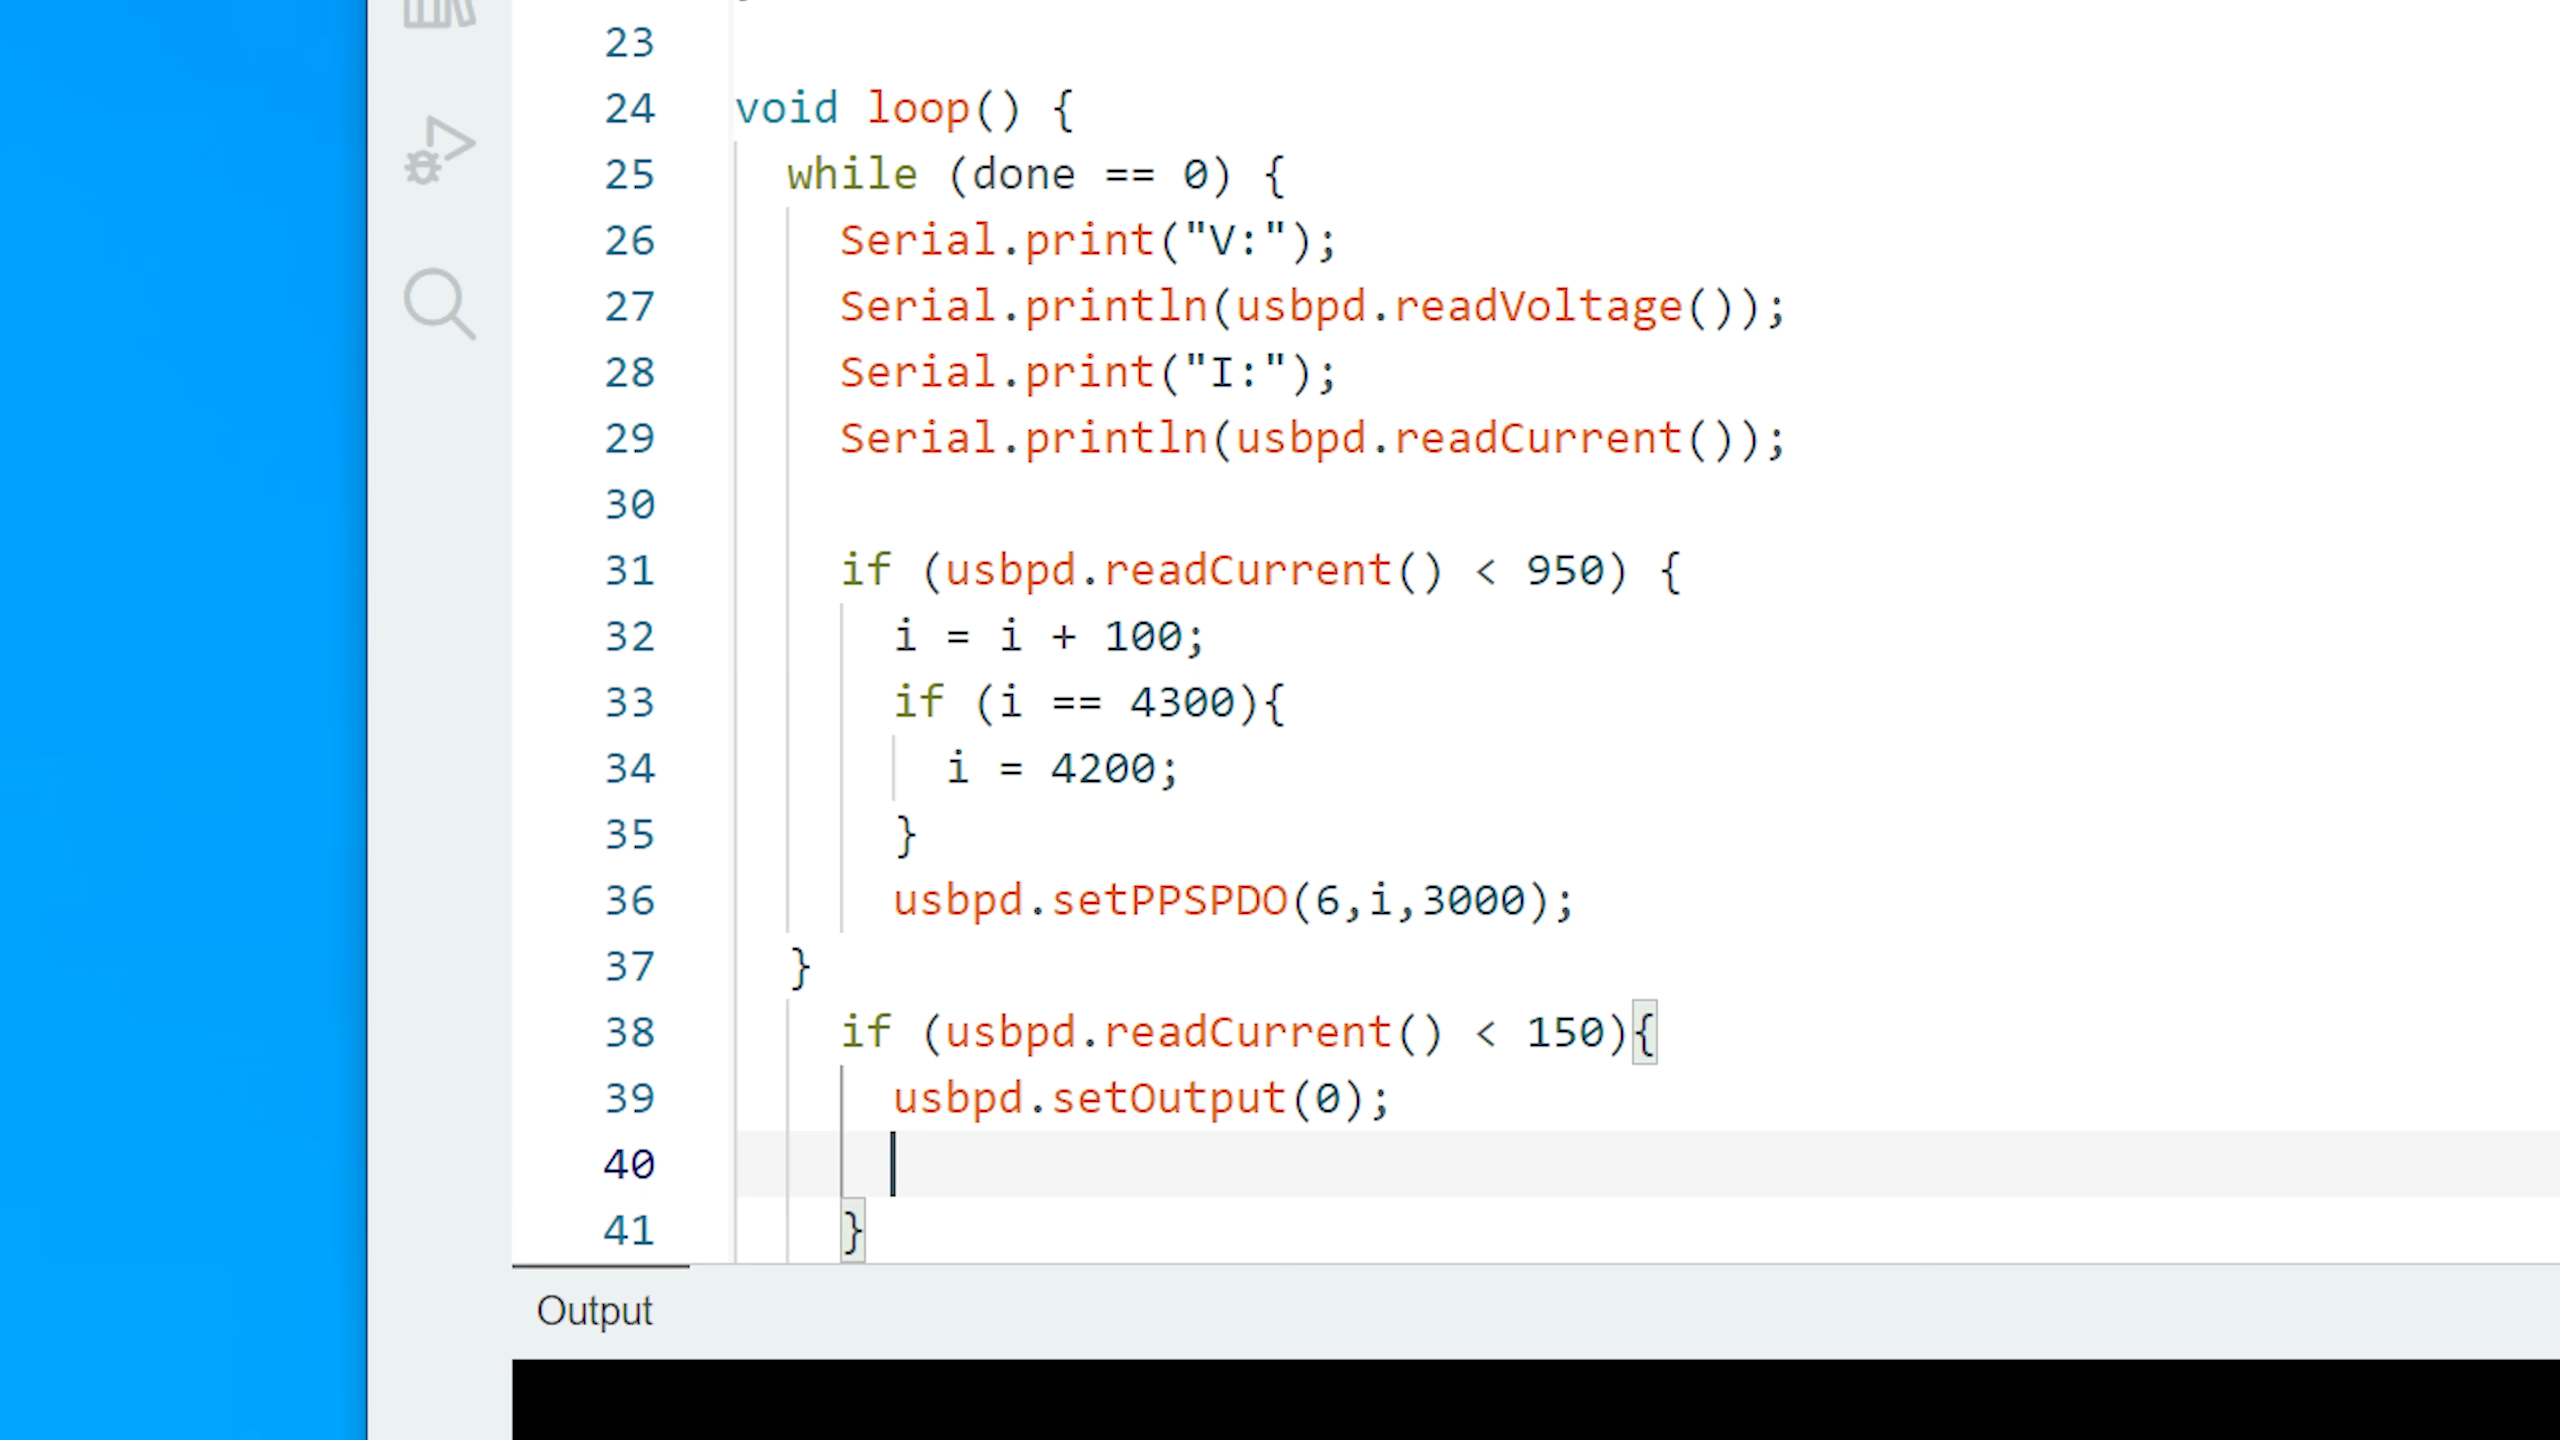 23
24 void loop() {
25 while (done == 0) {
26 Serial.print("V:");
27 Serial.println(usbpd.readVoltage());
28 Serial.print("I:");
29 Serial.println(usbpd.readCurrent());
30
31 if (usbpd.readCurrent() < 950) {
32 i = i + 100;
33 if (i == 4300){
34 i = 4200;
35 }
36 usbpd.setPPSPDO(6,i,3000);
37 }
38 if (usbpd.readCurrent() < 150){
39 usbpd.setOutput(0);
40
41 }
Output